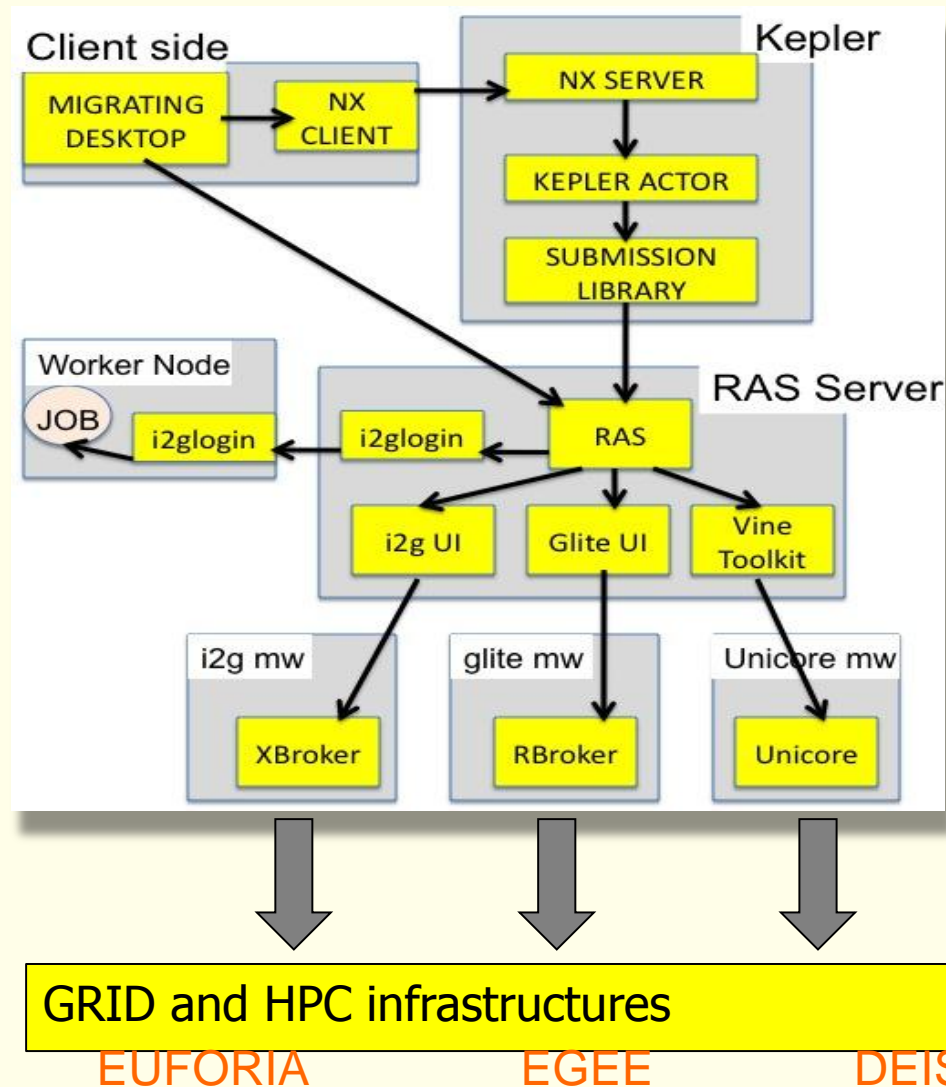 Client side
Kepler
MIGRATING
DESKTOP
NX
CLIENT
NX SERVER
KEPLER ACTOR
SUBMISSION
LIBRARY
Worker Node
RAS Server
JOB
i2glogin
i2glogin
RAS
i2g UI
Glite UI
Vine
Toolkit
i2g mw
glite mw
Unicore mw
XBroker
RBroker
Unicore
GRID and HPC infrastructures
EUFORIA
EGEE